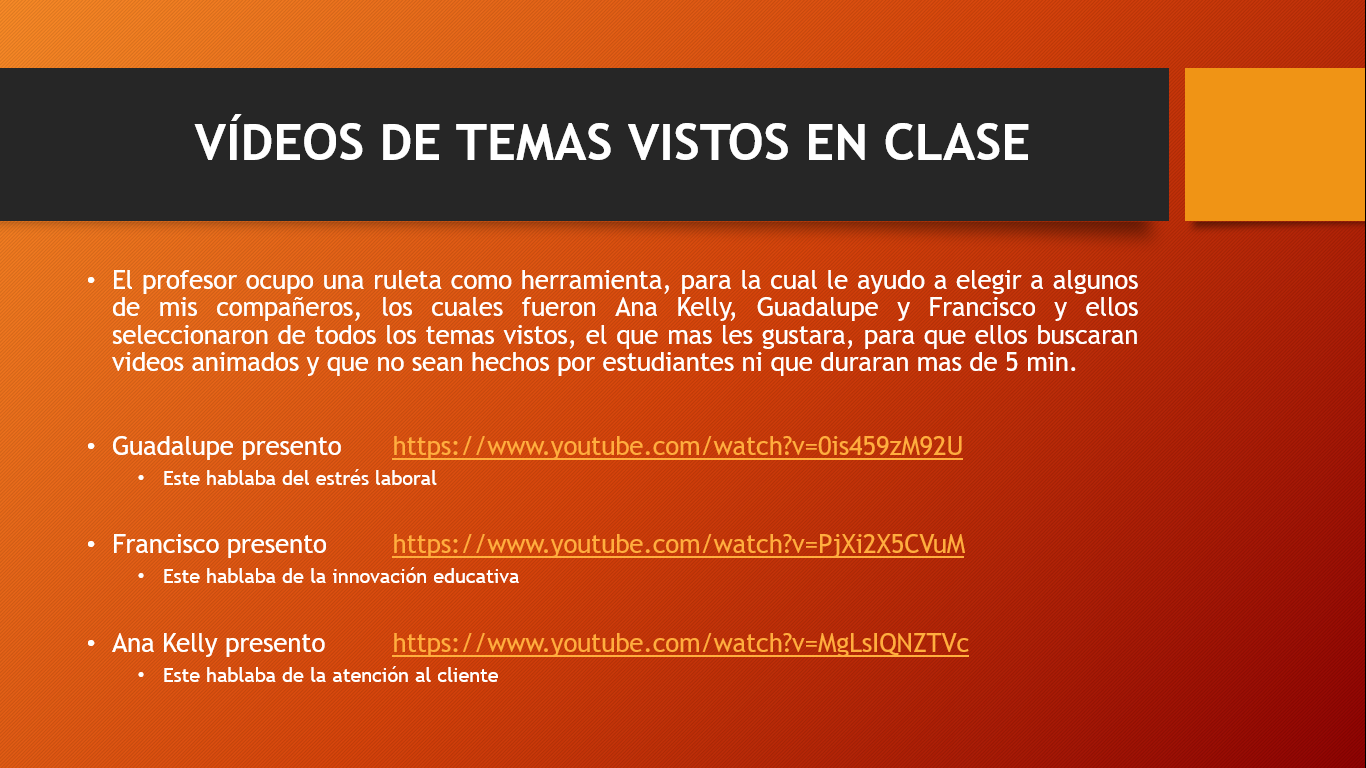 VÍDEOS DE TEMAS VISTOS EN CLASE
• El profesor ocupo una ruleta como herramienta, para la cual le ayudo a elegir a algunos
de mis compañeros, los cuales fueron Ana Kelly, Guadalupe y Francisco y ellos
seleccionaron de todos los temas vistos, el que mas les gustara, para que ellos buscaran
videos animados y que no sean hechos por estudiantes ni que duraran mas de 5 min.
• Guadalupe presento https://www.youtube.com/watch?v=0is459zM92U
• Este hablaba del estrés laboral
• Francisco presento https://www.youtube.com/watch?v=PjXi2X5CVuM
• Este hablaba de la innovación educativa
• Ana Kelly presento https://www.youtube.com/watch?v=MgLsIQNZTVc
• Este hablaba de la atención al cliente